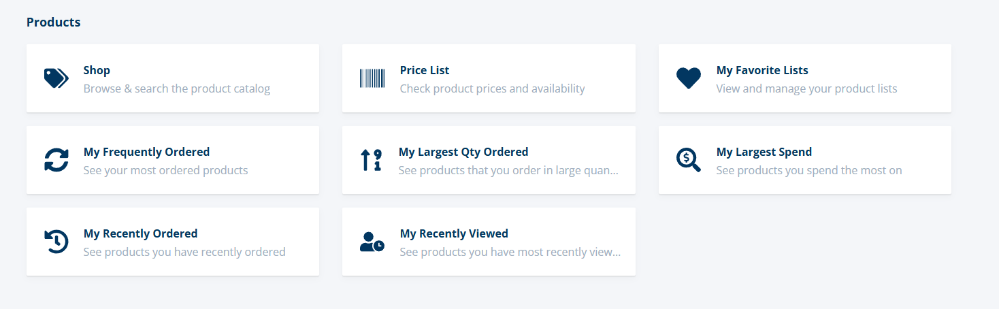 Products
Shop
Browse & search the product catalog
Price List
Check product prices and availability
My Favorite Lists
View and manage your product lists
My Frequently Ordered
See your most ordered products
My Largest Qty Ordered
See products that you order in large quan...
My Largest Spend
See products you spend the most on
My Recently Ordered
See products you have recently ordered
My Recently Viewed
See products you have most recently view...